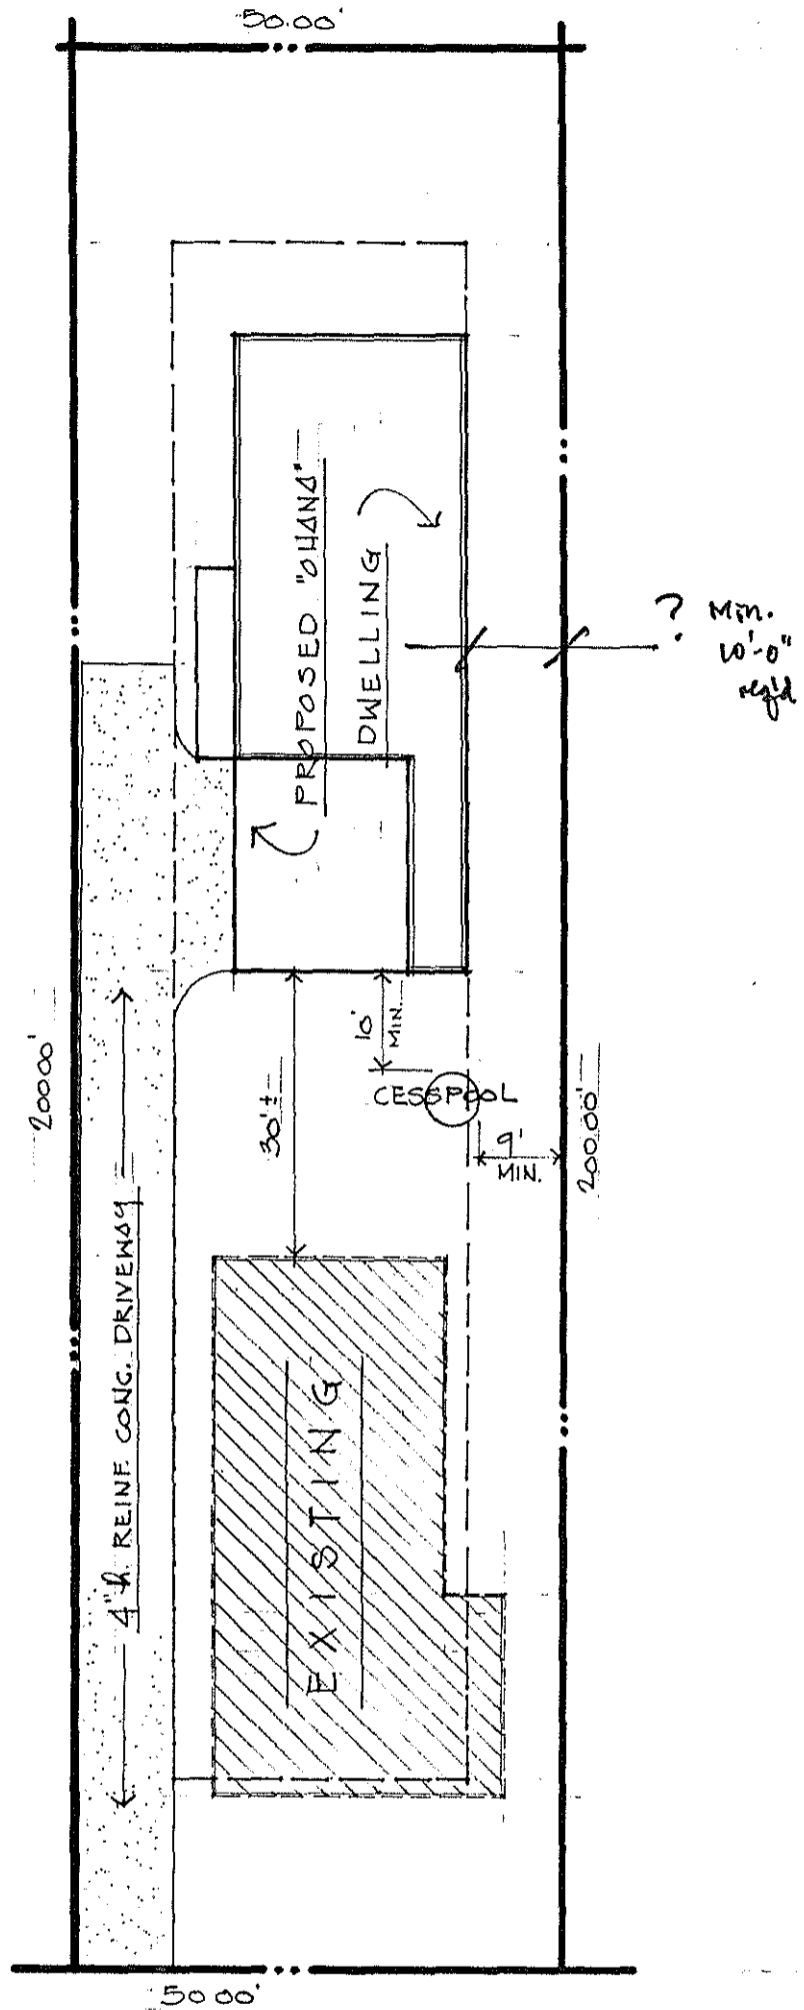 50.00'
PROPOSED "OHANA"
DWELLING
? Min.
10'-0"
req'd
200.00'
10'
MIN.
CESSPOOL
30'±
9'
MIN.
200.00'
4" REINF. CONC. DRIVEWAY
EXISTING
50.00'